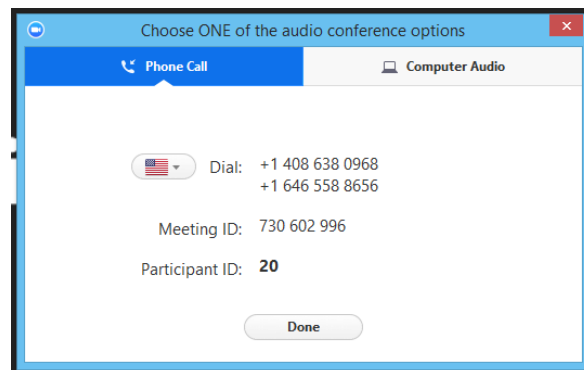 Choose ONE of the audio conference options
Phone Call
Computer Audio
Dial: +1 408 638 0968
+1 646 558 8656
Meeting ID: 730 602 996
Participant ID: 20
Done